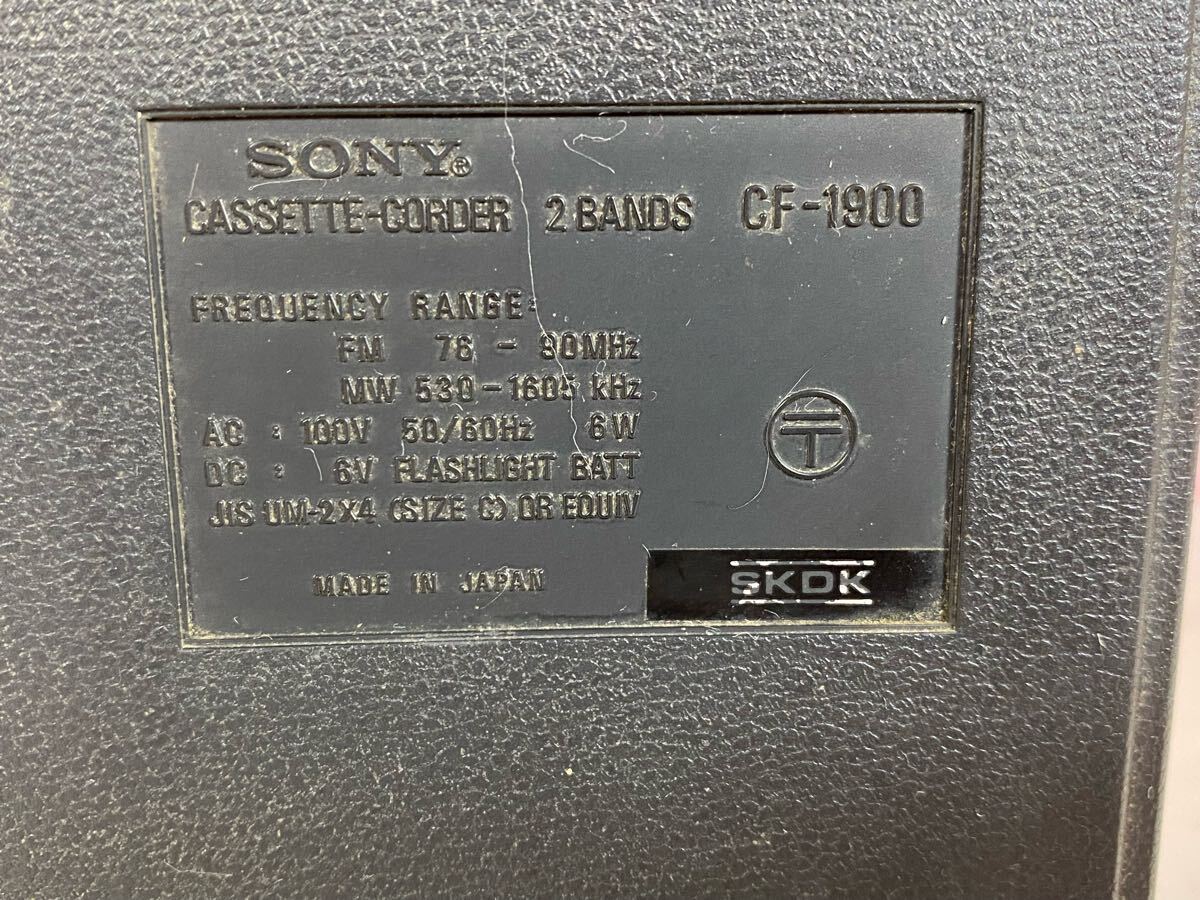 SONY®
CASSETTE-CORDER 2 BANDS CF-1900
FREQUENCY RANGE:
FM 76 - 90MHz
MW 530-1605 kHz
AC : 100V 50/60Hz 6W
DC : 6V FLASHLIGHT BATT
JIS UM-2X4 (SIZE C) OR EQUIV
MADE IN JAPAN
SKDK